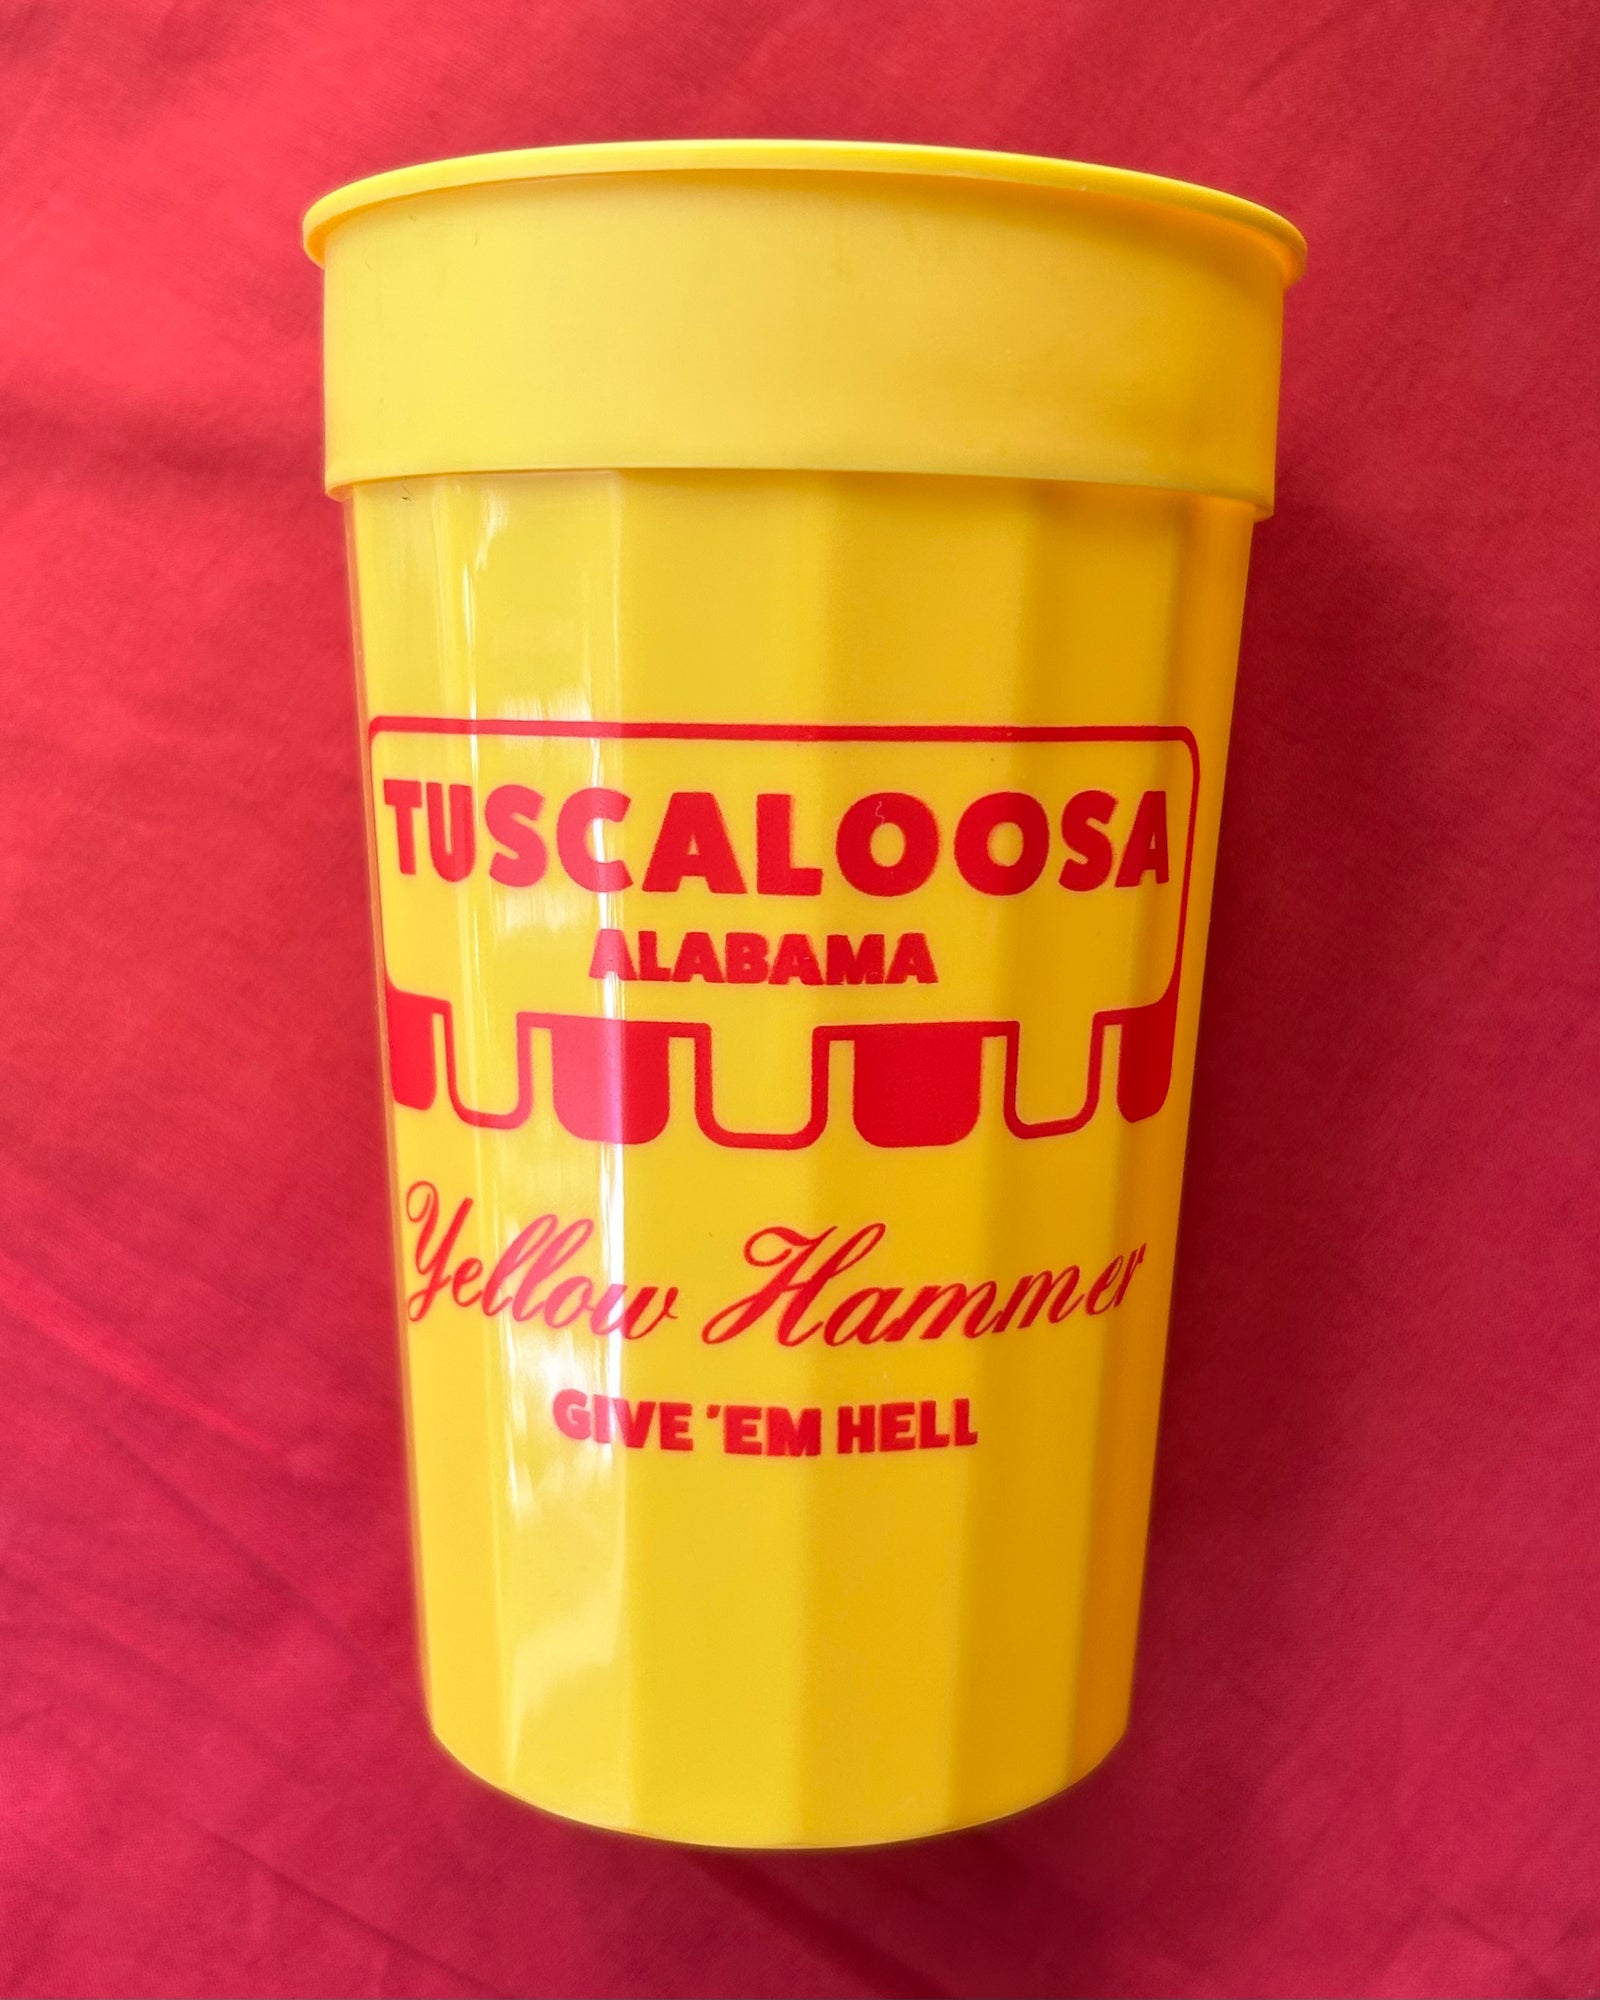 TUSCALOOSA
ALABAMA
Yellow Hammer
GIVE 'EM HELL